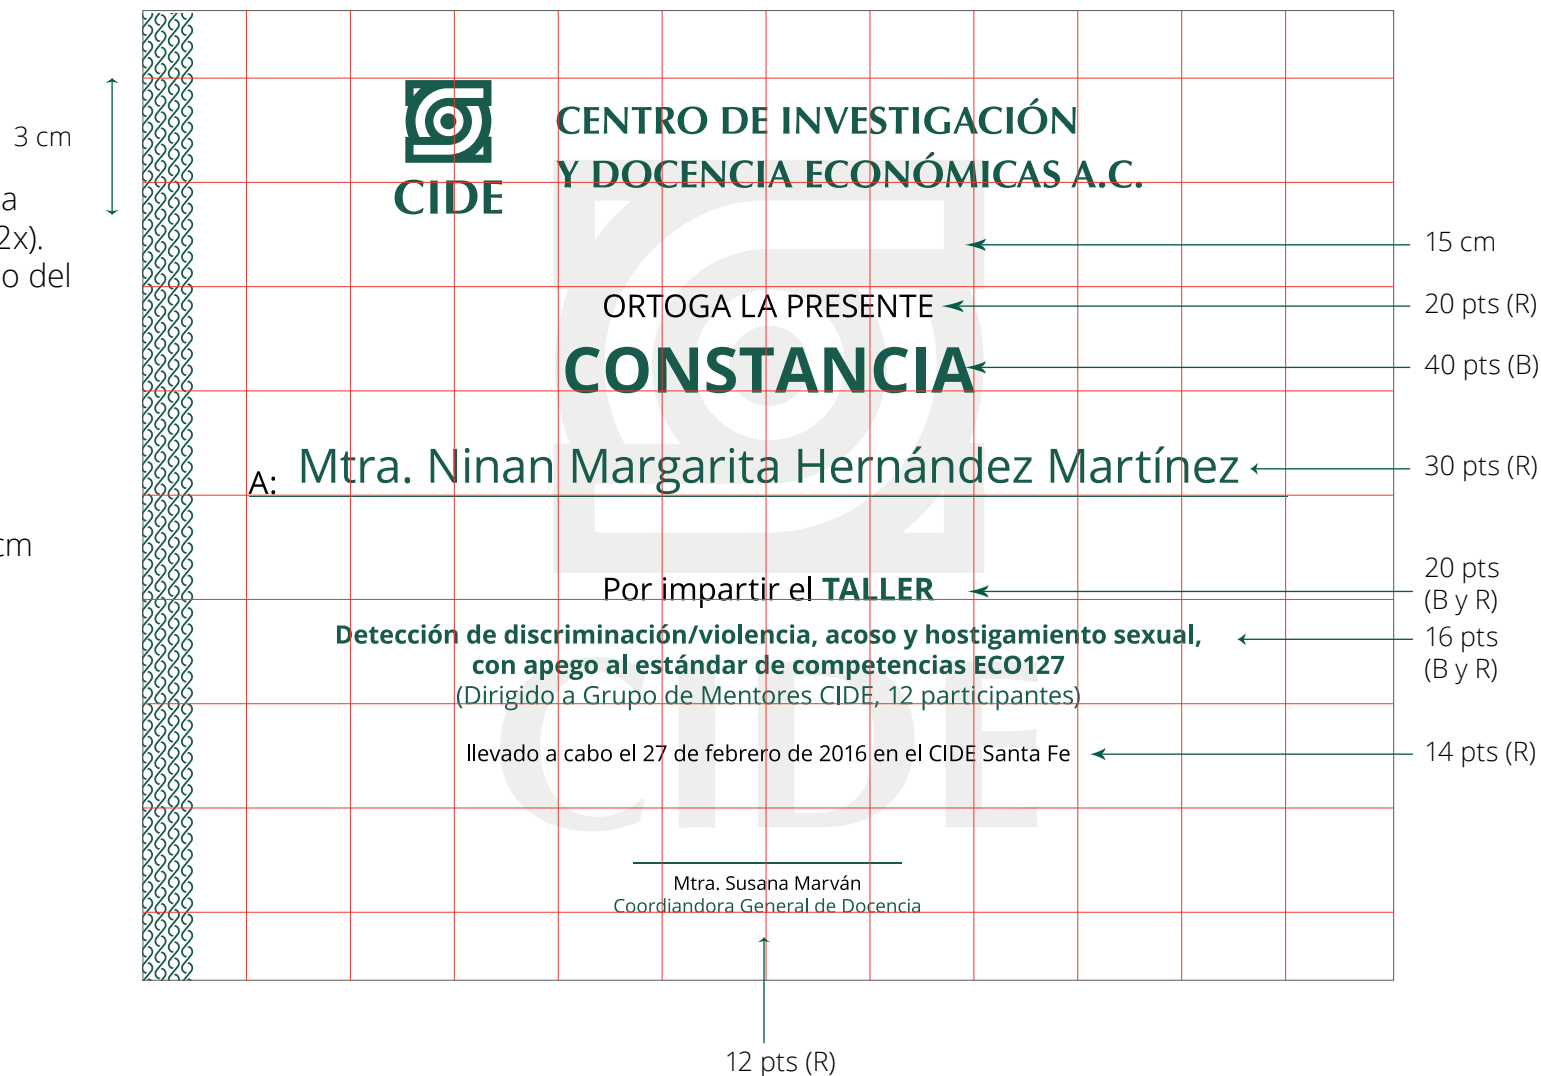 3 cm
a
2x).
o del
cm
CIDE
CENTRO DE INVESTIGACIÓN
Y DOCENCIA ECONÓMICAS A.C.
15 cm
ORTOGA LA PRESENTE
20 pts (R)
CONSTANCIA
40 pts (B)
A: Mtra. Ninan Margarita Hernández Martínez
30 pts (R)
Por impartir el TALLER
20 pts
(B y R)
Detección de discriminación/violencia, acoso y hostigamiento sexual,
con apego al estándar de competencias ECO127
(Dirigido a Grupo de Mentores CIDE, 12 participantes)
16 pts
(B y R)
llevado a cabo el 27 de febrero de 2016 en el CIDE Santa Fe
14 pts (R)
CIDE
Mtra. Susana Marván
Coordiandora General de Docencia
12 pts (R)